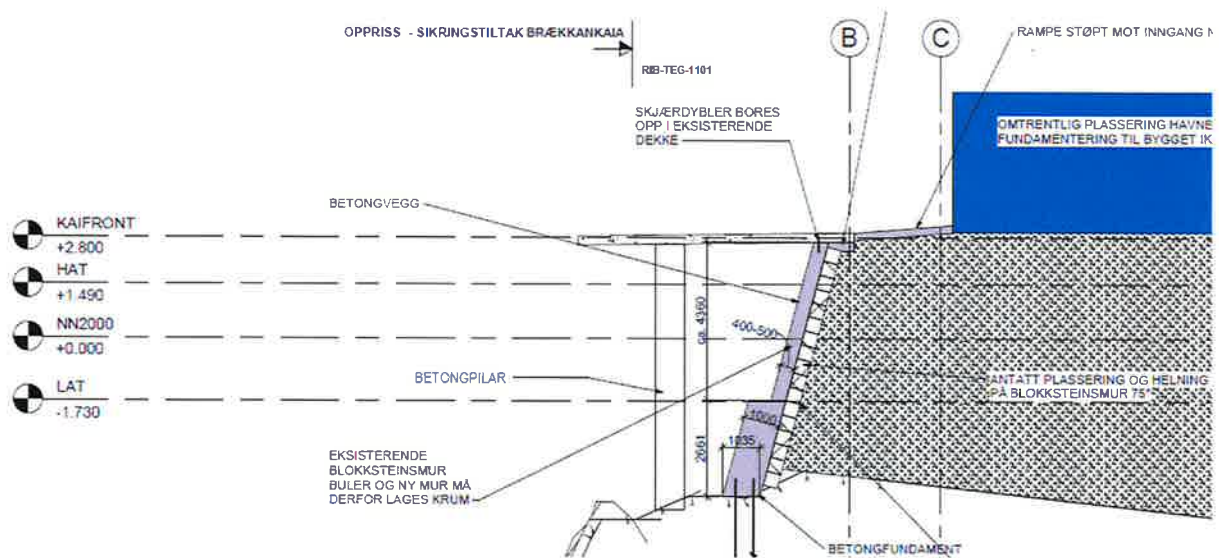 OPPRISS - SIKRINGSTILTAK BRÆKKANKAIA
RIB-TEG-1101
B
C
RAMPE STØPT MOT INNGANG
SKJÆRDYBLER BORES
OPP I EKSISTERENDE
DEKKE
OMTRENTLIG PLASSERING HAVNE
FUNDAMENTERING TIL BYGGET IK
BETONGVEGG
KAIFRONT
+2.800
HAT
+1.490
NN2000
+0.000
LAT
-1.730
ca. 4360
400-500
BETONGPILAR
ANTATT PLASSERING OG HELNING
PÅ BLOKKSTEINSMUR 75°
1000
1035
2661
EKSISTERENDE
BLOKKSTEINSMUR
BULER OG NY MUR MÅ
DERFOR LAGES KRUM
BETONGFUNDAMENT